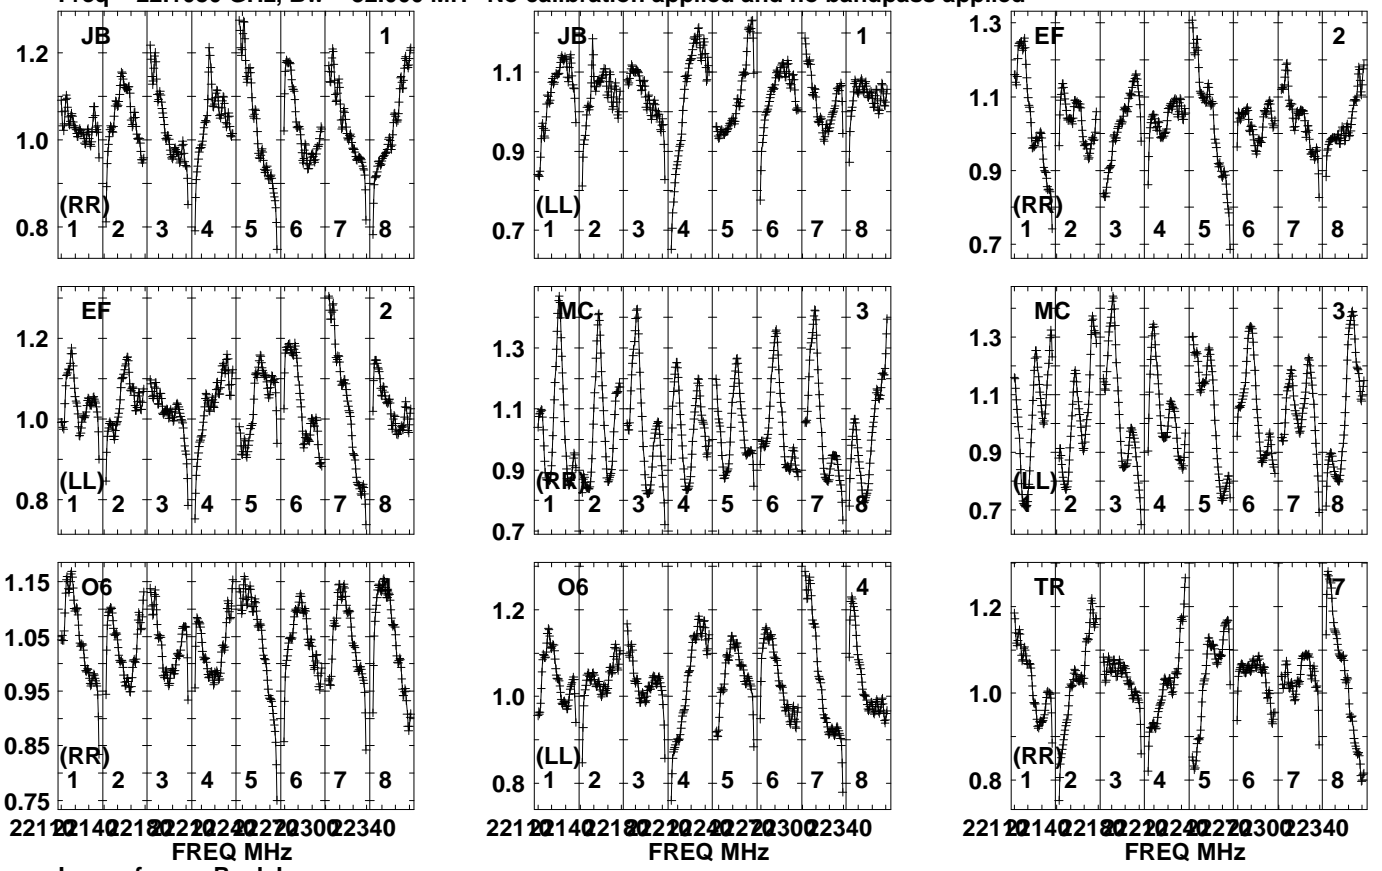 No calibration applied and no bandpass applied
JB 1
1.2
1.0
0.8
(RR)
1 2 3 4 5 6 7 8
JB 1
1.1
0.9
0.7
(LL)
1 2 3 4 5 6 7 8
EF 2
1.3
1.1
0.9
0.7
(RR)
1 2 3 4 5 6 7 8
EF 2
1.2
1.0
0.8
(LL)
1 2 3 4 5 6 7 8
MC 3
1.3
1.1
0.9
0.7
(RR)
1 2 3 4 5 6 7 8
MC 3
1.3
1.1
0.9
0.7
(LL)
1 2 3 4 5 6 7 8
O6 4
1.15
1.05
0.95
0.85
0.75
(RR)
1 2 3 4 5 6 7 8
O6 4
1.2
1.0
0.8
(LL)
1 2 3 4 5 6 7 8
TR 7
1.2
1.0
0.8
(RR)
1 2 3 4 5 6 7 8
FREQ MHz
FREQ MHz
FREQ MHz